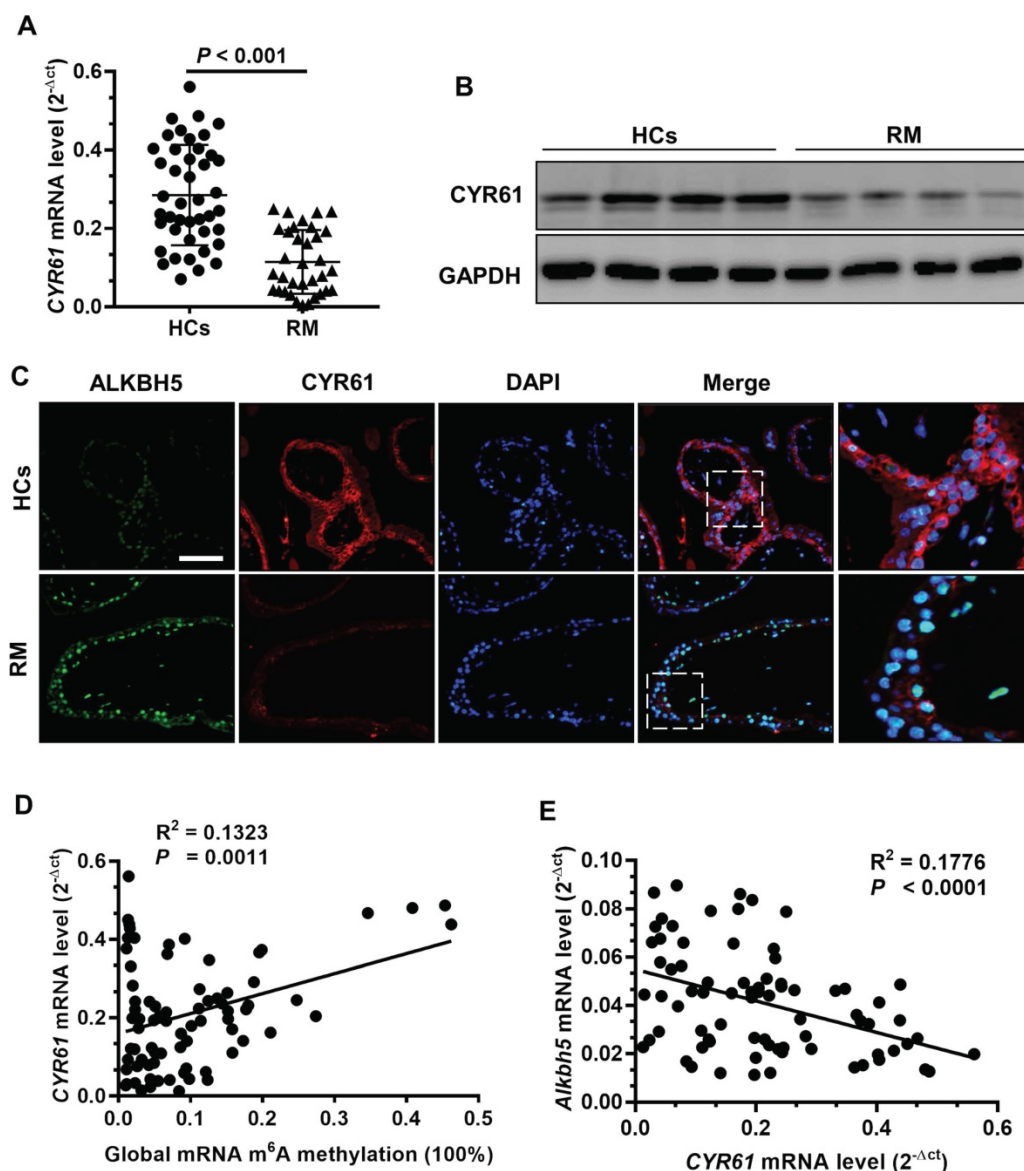 A
P < 0.001
CYR61 mRNA level (2^-Δct)
0.6
0.4
0.2
0.0
HCs
RM
B
HCs
RM
CYR61
GAPDH
C
ALKBH5
CYR61
DAPI
Merge
HCs
RM
D
R² = 0.1323
P = 0.0011
CYR61 mRNA level (2^-Δct)
0.6
0.4
0.2
0.0
0.0 0.1 0.2 0.3 0.4 0.5
Global mRNA m⁶A methylation (100%)
E
R² = 0.1776
P < 0.0001
Alkbh5 mRNA level (2^-Δct)
0.10
0.08
0.06
0.04
0.02
0.00
0.0 0.2 0.4 0.6
CYR61 mRNA level (2^-Δct)